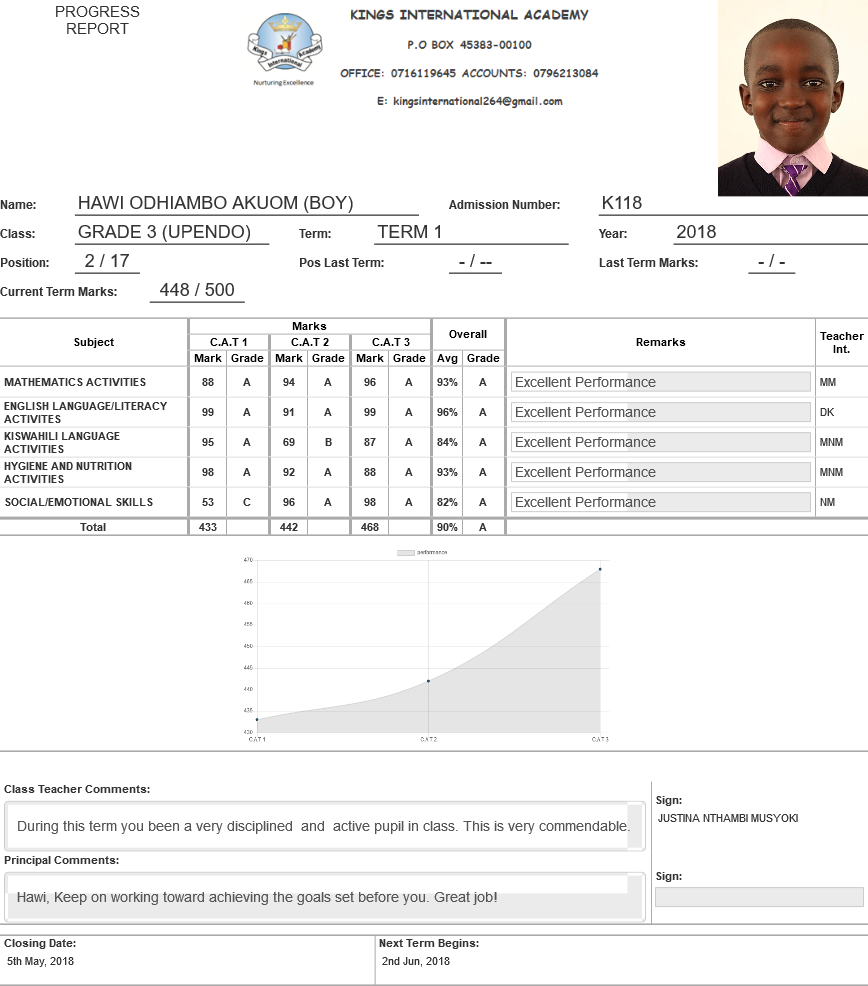 PROGRESS
REPORT
Kings International Academy
Nurturing Excellence
KINGS INTERNATIONAL ACADEMY
P.O BOX 45383-00100
OFFICE: 0716119645 ACCOUNTS: 0796213084
E: kingsinternational264@gmail.com
Name: HAWI ODHIAMBO AKUOM (BOY) Admission Number: K118
Class: GRADE 3 (UPENDO) Term: TERM 1 Year: 2018
Position: 2 / 17 Pos Last Term: - / -- Last Term Marks: - / -
Current Term Marks: 448 / 500
Subject Marks Overall Remarks Teacher Int.
C.A.T 1 C.A.T 2 C.A.T 3
Mark Grade Mark Grade Mark Grade Avg Grade
MATHEMATICS ACTIVITIES 88 A 94 A 96 A 93% A Excellent Performance MM
ENGLISH LANGUAGE/LITERACY ACTIVITES 99 A 91 A 99 A 96% A Excellent Performance DK
KISWAHILI LANGUAGE ACTIVITIES 95 A 69 B 87 A 84% A Excellent Performance MNM
HYGIENE AND NUTRITION ACTIVITIES 98 A 92 A 88 A 93% A Excellent Performance MNM
SOCIAL/EMOTIONAL SKILLS 53 C 96 A 98 A 82% A Excellent Performance NM
Total 433 442 468 90% A
performance
470
465
460
455
450
445
440
435
430
C.A.T 1 C.A.T 2 C.A.T 3
Class Teacher Comments:
During this term you been a very disciplined and active pupil in class. This is very commendable.
Sign:
JUSTINA NTHAMBI MUSYOKI
Principal Comments:
Hawi, Keep on working toward achieving the goals set before you. Great job!
Sign:
Closing Date: Next Term Begins:
5th May, 2018 2nd Jun, 2018